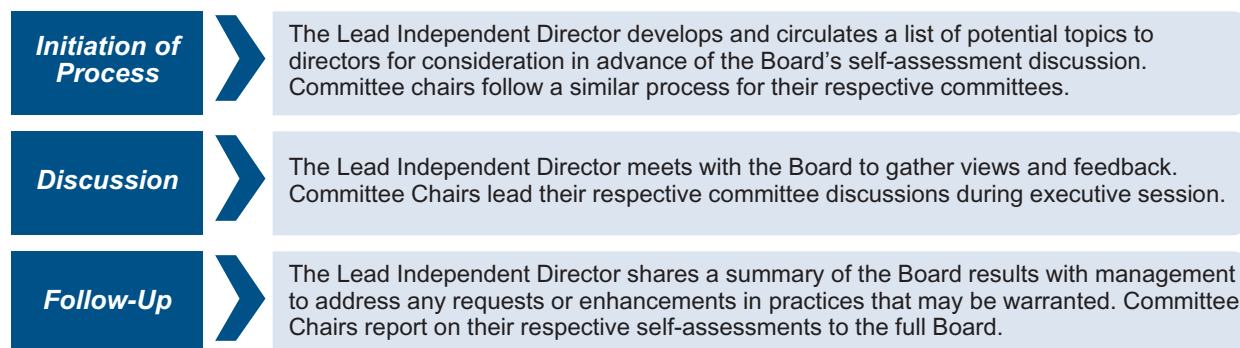 Initiation of
Process
The Lead Independent Director develops and circulates a list of potential topics to
directors for consideration in advance of the Board’s self-assessment discussion.
Committee chairs follow a similar process for their respective committees.
Discussion
The Lead Independent Director meets with the Board to gather views and feedback.
Committee Chairs lead their respective committee discussions during executive session.
Follow-Up
The Lead Independent Director shares a summary of the Board results with management
to address any requests or enhancements in practices that may be warranted. Committee
Chairs report on their respective self-assessments to the full Board.